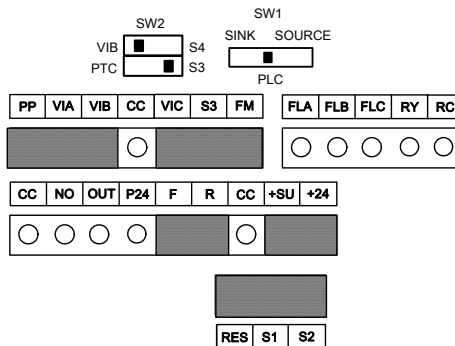 SW2
SW1
SINK SOURCE
VIB S4
PTC S3
PLC
PP VIA VIB CC VIC S3 FM
FLA FLB FLC RY RC
CC NO OUT P24 F R CC +SU +24
RES S1 S2